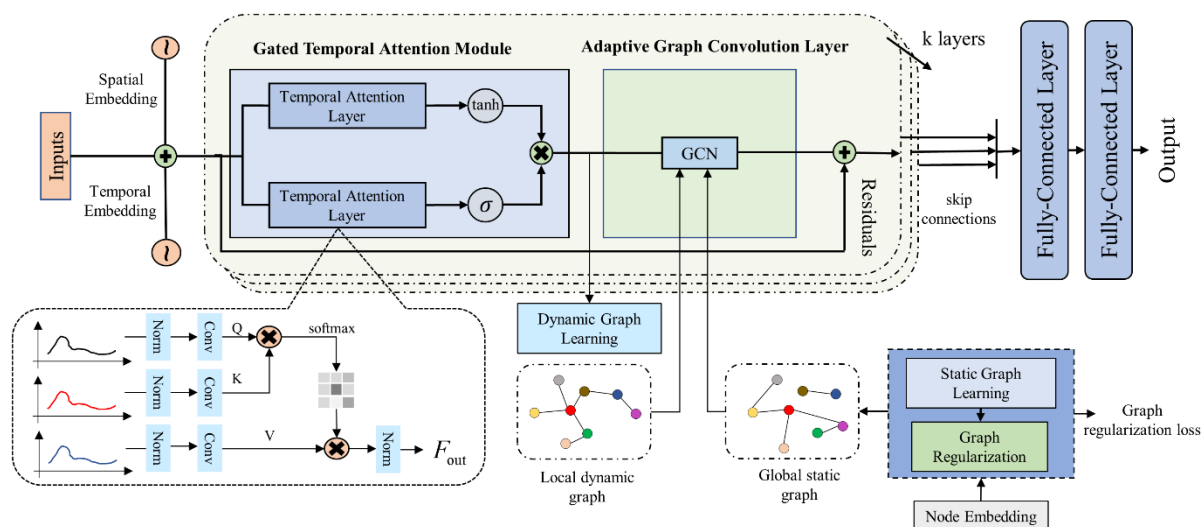 Gated Temporal Attention Module
Adaptive Graph Convolution Layer
k layers
Spatial
Embedding
Inputs
Temporal
Embedding
~
~
+
Temporal Attention
Layer
tanh
Temporal Attention
Layer
σ
×
GCN
+
Residuals
skip
connections
Fully-Connected Layer
Fully-Connected Layer
Output
Norm
Conv
Q
×
softmax
Norm
Conv
K
Norm
Conv
V
×
Norm
Fout
Dynamic Graph
Learning
Local dynamic
graph
Global static
graph
Static Graph
Learning
Graph
Regularization
Graph
regularization loss
Node Embedding